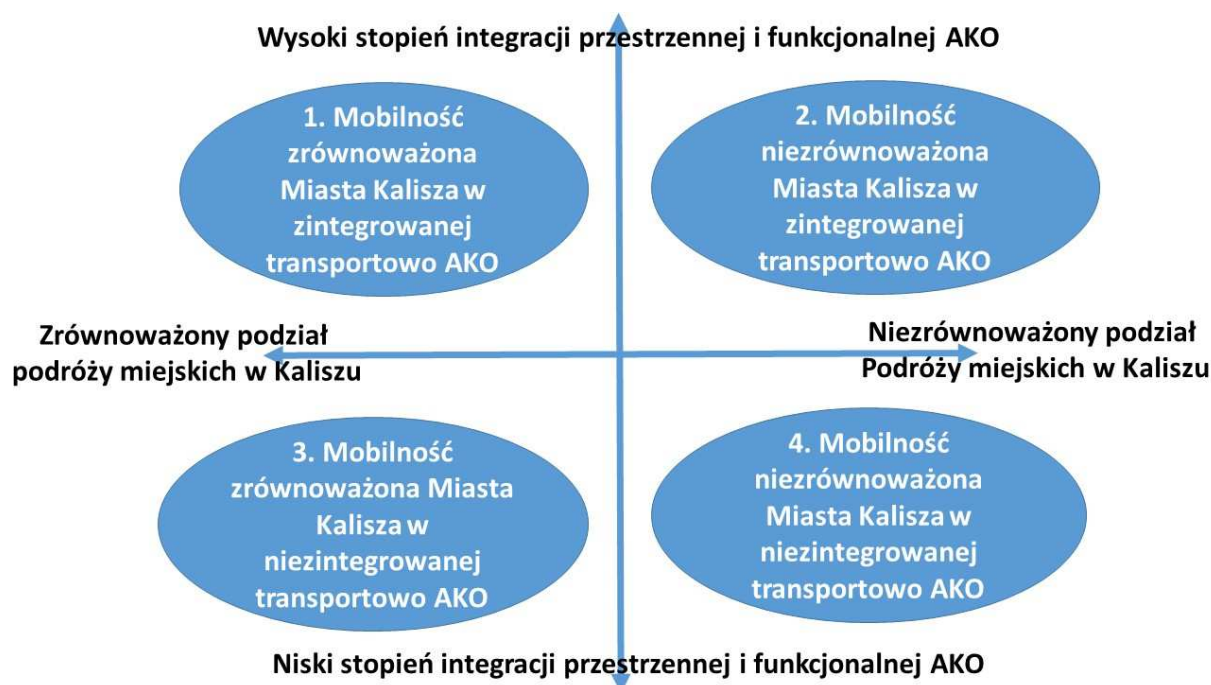 Wysoki stopień integracji przestrzennej i funkcjonalnej AKO
1. Mobilność
zrównoważona
Miasta Kalisza w
zintegrowanej
transportowo AKO
2. Mobilność
niezrównoważona
Miasta Kalisza w
zintegrowanej
transportowo AKO
Zrównoważony podział
podróży miejskich w Kaliszu
Niezrównoważony podział
Podróży miejskich w Kaliszu
3. Mobilność
zrównoważona Miasta
Kalisza w
niezintegrowanej
transportowo AKO
4. Mobilność
niezrównoważona
Miasta Kalisza w
niezintegrowanej
transportowo AKO
Niski stopień integracji przestrzennej i funkcjonalnej AKO